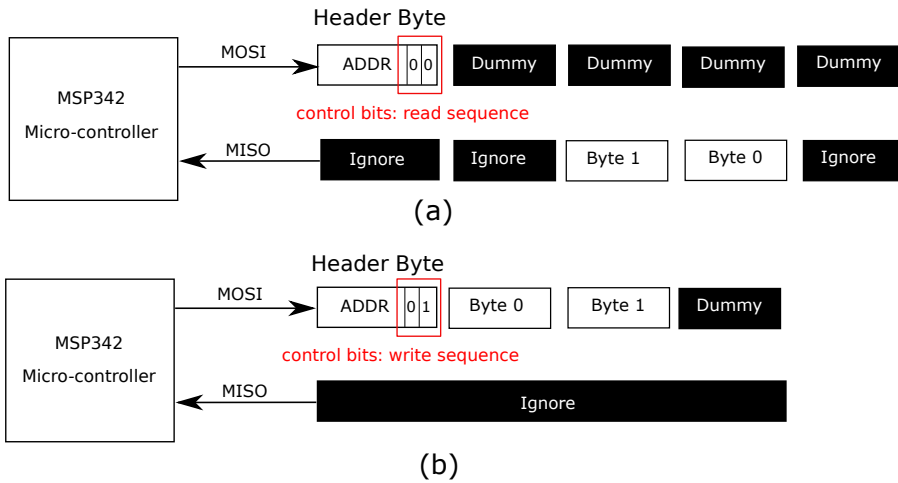 Header Byte
MOSI
ADDR 0 0 Dummy Dummy Dummy Dummy
MSP342
Micro-controller
control bits: read sequence
MISO
Ignore Ignore Byte 1 Byte 0 Ignore
(a)
Header Byte
MOSI
ADDR 0 1 Byte 0 Byte 1 Dummy
MSP342
Micro-controller
control bits: write sequence
MISO
Ignore
(b)